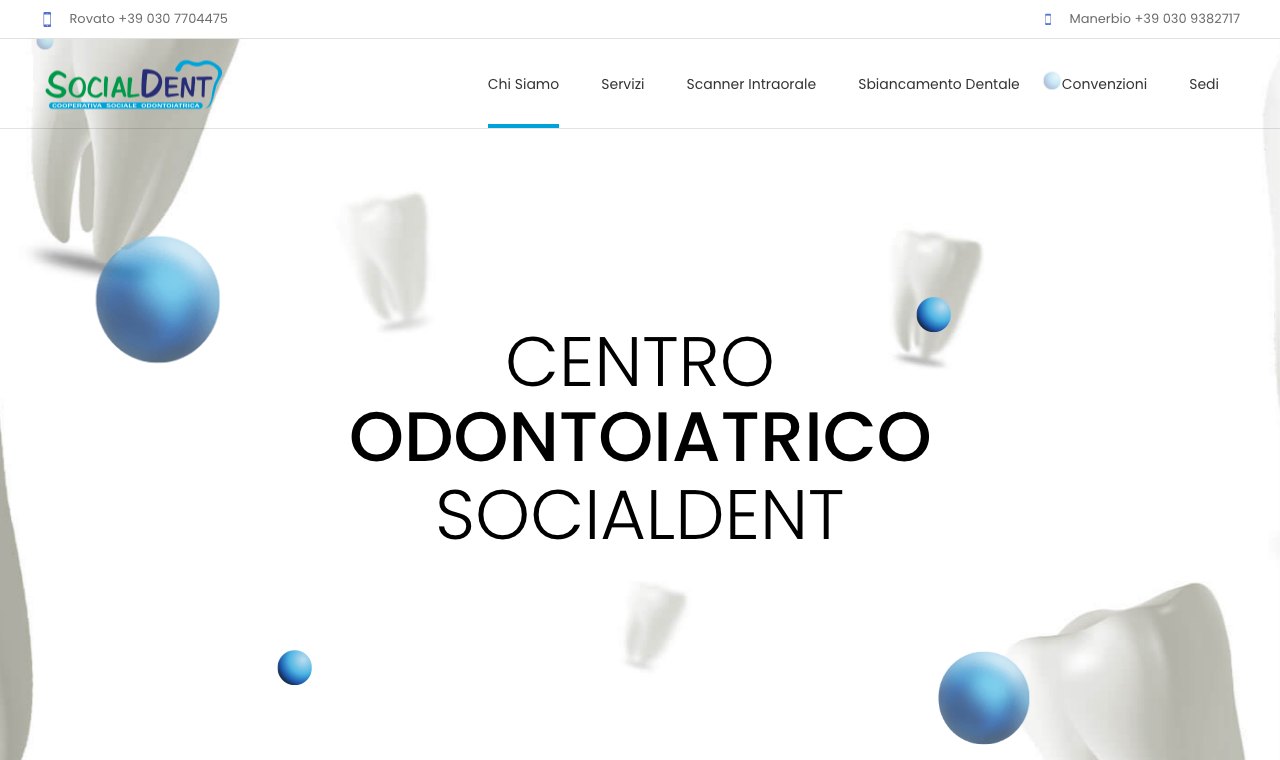 Rovato +39 030 7704475
Manerbio +39 030 9382717
SOCIALDENT
COOPERATIVA SOCIALE ODONTOIATRICA
Chi Siamo
Servizi
Scanner Intraorale
Sbiancamento Dentale
Convenzioni
Sedi
CENTRO
ODONTOIATRICO
SOCIALDENT